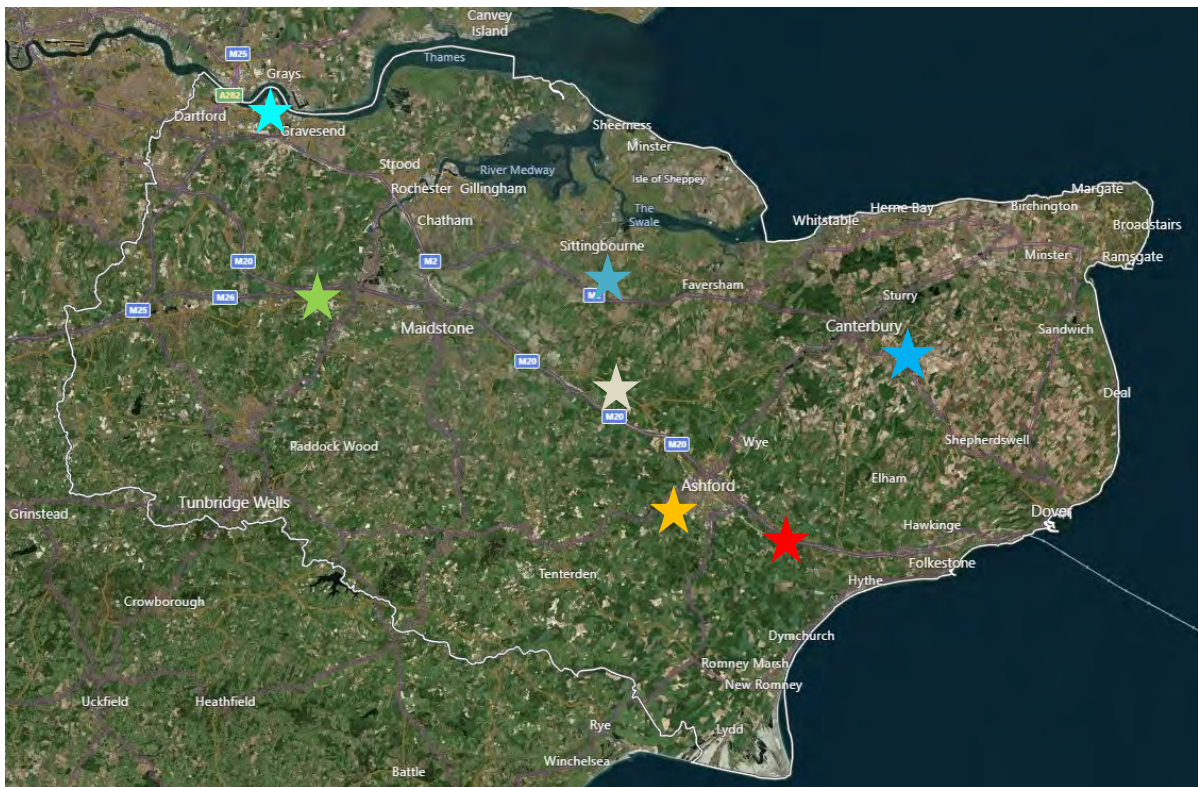 Canvey
Island
M25
Thames
Grays
A282
Dartford
Gravesend
Sheerness
Minster
Strood
River Medway
Isle of Sheppey
Rochester
Gillingham
Margate
Birchington
Herne Bay
The
Swale
Chatham
Whitstable
Broadstairs
Sittingbourne
Minster
Ramsgate
M20
M2
Faversham
Sturry
M26
M25
Canterbury
Maidstone
Sandwich
M20
Deal
M20
Wye
M20
Shepherdswell
Paddock Wood
Elham
Ashford
Tunbridge Wells
Grinstead
Dover
Hawkinge
Folkestone
Tenterden
Hythe
Crowborough
Dymchurch
Romney Marsh
New Romney
Uckfield
Heathfield
Rye
Lydd
Winchelsea
Battle